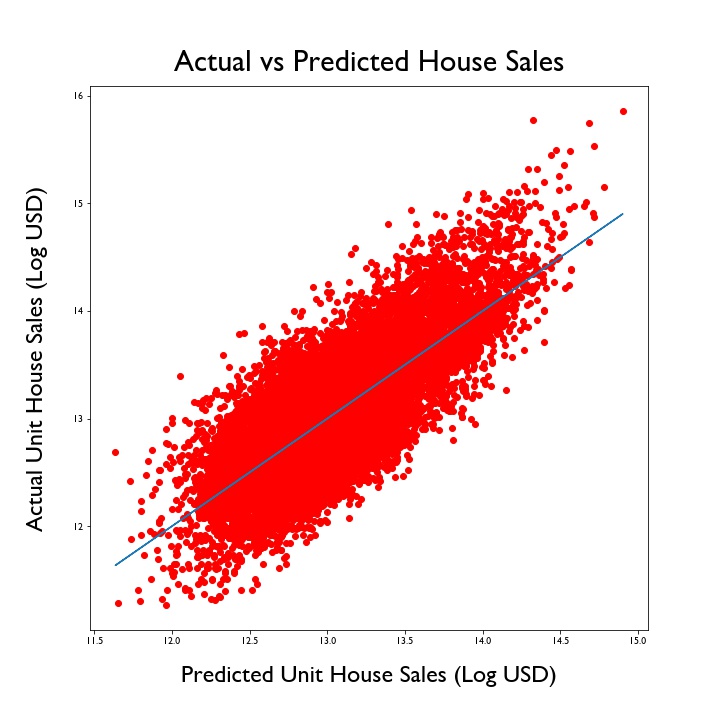 Actual vs Predicted House Sales
Actual Unit House Sales (Log USD)
16
15
14
13
12
11.5 12.0 12.5 13.0 13.5 14.0 14.5 15.0
Predicted Unit House Sales (Log USD)